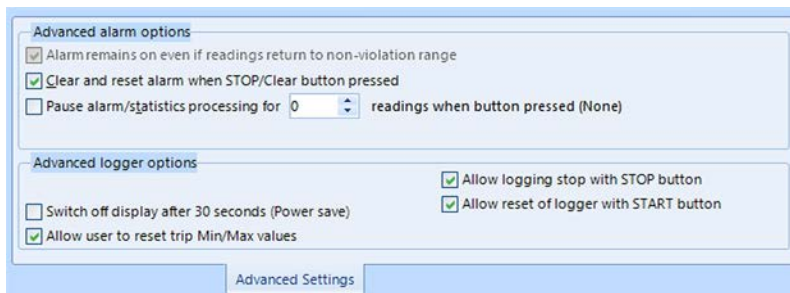 Advanced alarm options
Alarm remains on even if readings return to non-violation range
Clear and reset alarm when STOP/Clear button pressed
Pause alarm/statistics processing for 0 readings when button pressed (None)
Advanced logger options
Allow logging stop with STOP button
Switch off display after 30 seconds (Power save)
Allow reset of logger with START button
Allow user to reset trip Min/Max values
Advanced Settings